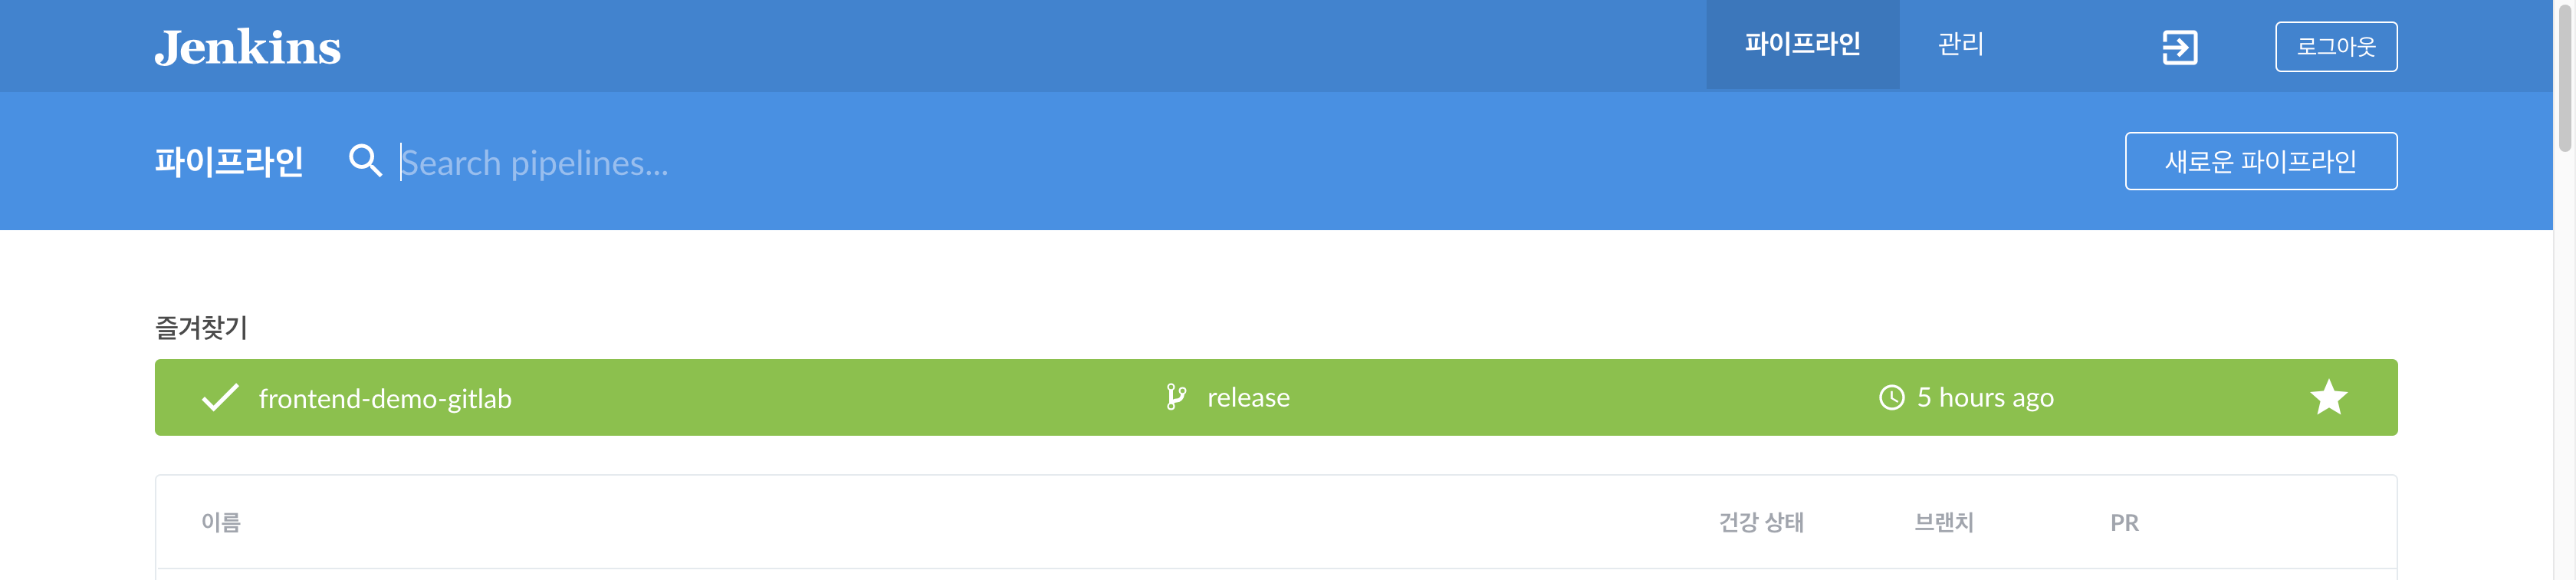 Jenkins 파이프라인 관리 로그아웃
파이프라인 Search pipelines... 새로운 파이프라인
즐겨찾기
frontend-demo-gitlab release 5 hours ago
이름 건강 상태 브랜치 PR